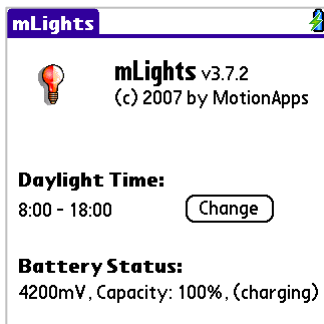 mLights
mLights v3.7.2
(c) 2007 by MotionApps
Daylight Time:
8:00 - 18:00
Change
Battery Status:
4200mV, Capacity: 100%, (charging)